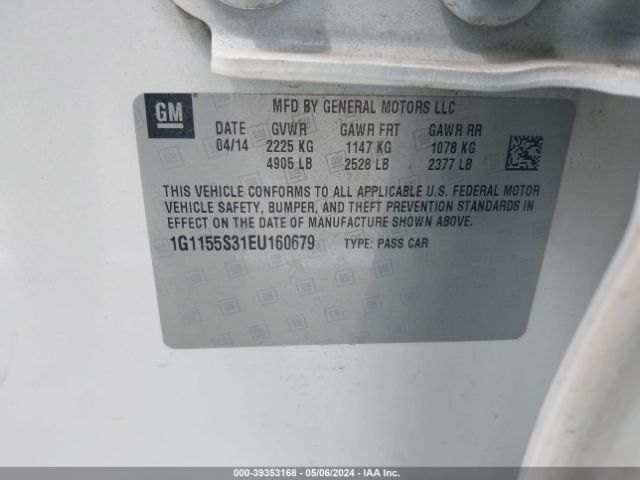 GM
MFD BY GENERAL MOTORS LLC
DATE GVWR GAWR FRT GAWR RR
04/14 2225 KG 1147 KG 1078 KG
4905 LB 2528 LB 2377 LB
THIS VEHICLE CONFORMS TO ALL APPLICABLE U.S. FEDERAL MOTOR
VEHICLE SAFETY, BUMPER, AND THEFT PREVENTION STANDARDS IN
EFFECT ON THE DATE OF MANUFACTURE SHOWN ABOVE.
1G1155S31EU160679 TYPE: PASS CAR
000-39353168 - 05/06/2024 - IAAI.com